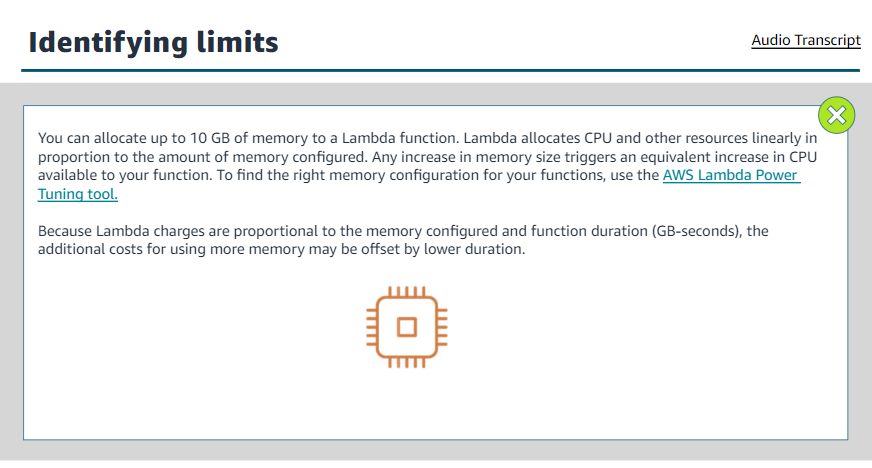 Identifying limits
Audio Transcript
You can allocate up to 10 GB of memory to a Lambda function. Lambda allocates CPU and other resources linearly in
proportion to the amount of memory configured. Any increase in memory size triggers an equivalent increase in CPU
available to your function. To find the right memory configuration for your functions, use the AWS Lambda Power
Tuning tool.
Because Lambda charges are proportional to the memory configured and function duration (GB-seconds), the
additional costs for using more memory may be offset by lower duration.